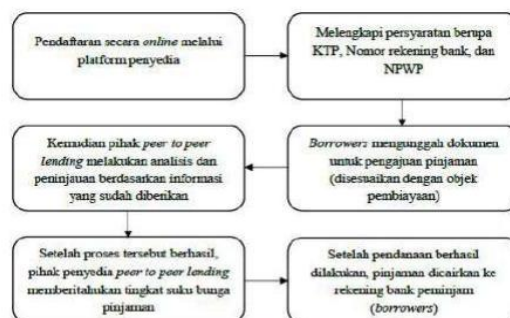 Pendaftaran secara online melalui
platform penyedia
Melengkapi persyaratan berupa
KTP, Nomor rekening bank, dan
NPWP
Borrowers mengunggah dokumen
untuk pengajuan pinjaman
(disesuaikan dengan objek
pembiayaan)
Kemudian pihak peer to peer
lending melakukan analisis dan
peninjauan berdasarkan informasi
yang sudah diberikan
Setelah proses tersebut berhasil,
pihak penyedia peer to peer lending
memberitahukan tingkat suku bunga
pinjaman
Setelah pendanaan berhasil
dilakukan, pinjaman dicairkan ke
rekening bank peminjam
(borrowers)